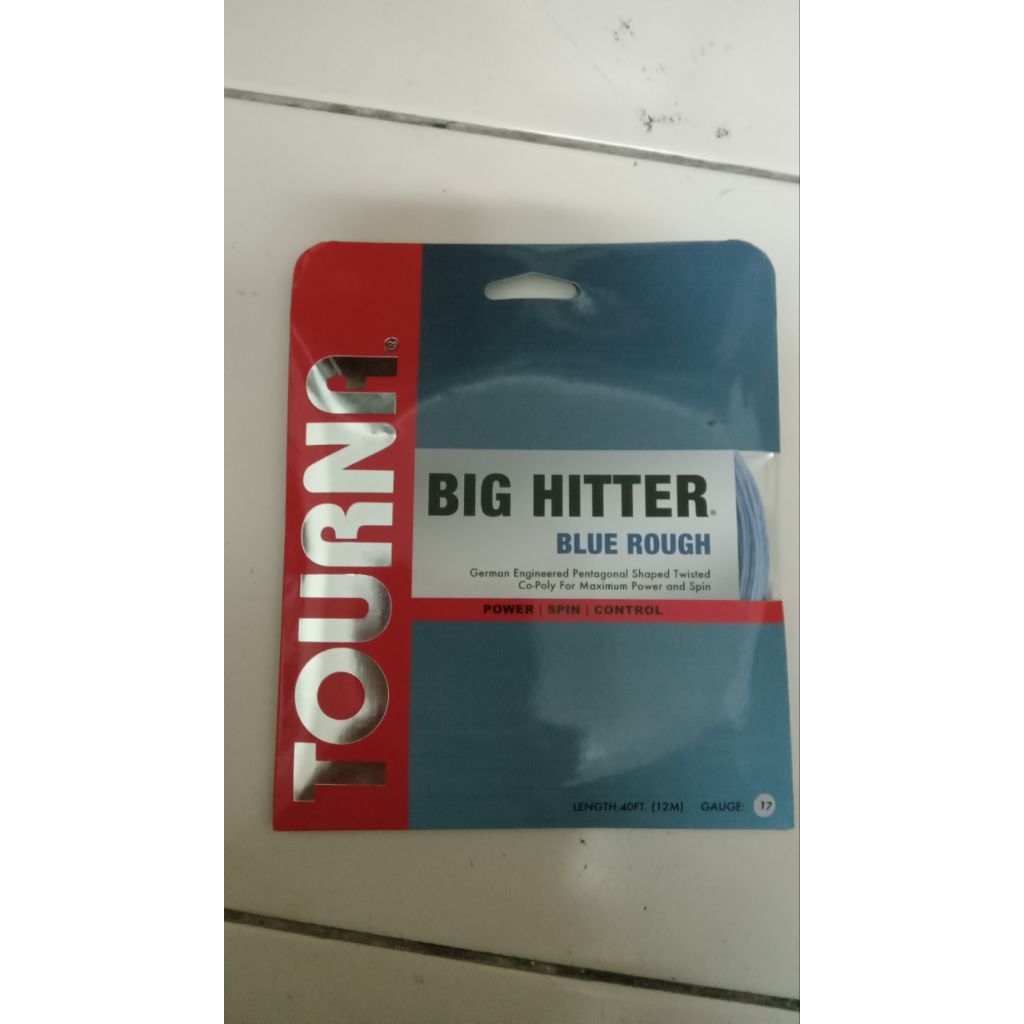 TOURNA®
BIG HITTER®
BLUE ROUGH
German Engineered Pentagonal Shaped Twisted
Co-Poly For Maximum Power and Spin
POWER | SPIN | CONTROL
LENGTH:40FT. (12M) GAUGE: 17